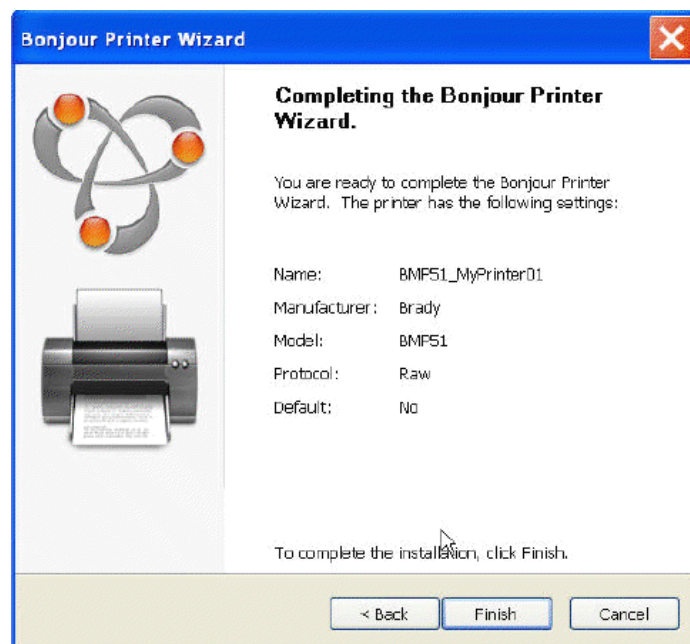 Bonjour Printer Wizard
Completing the Bonjour Printer
Wizard.
You are ready to complete the Bonjour Printer
Wizard. The printer has the following settings:
Name: BMP51_MyPrinter01
Manufacturer: Brady
Model: BMP51
Protocol: Raw
Default: No
To complete the installation, click Finish.
< Back Finish Cancel